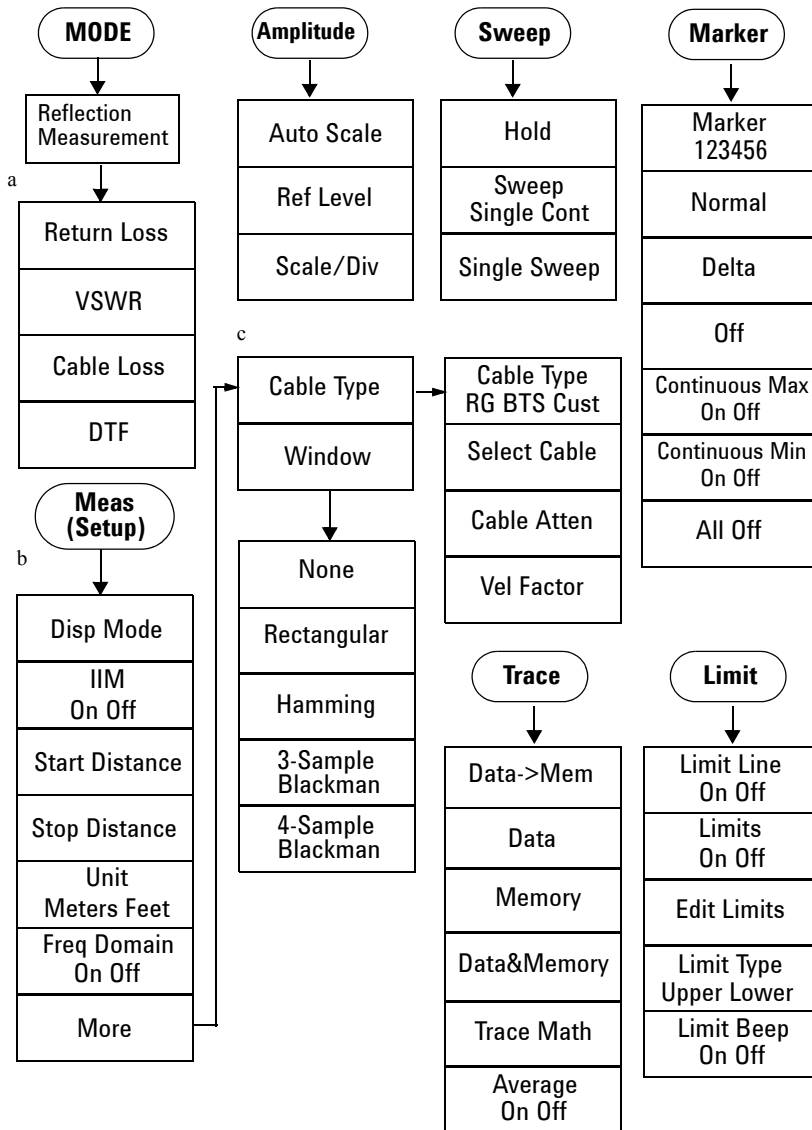 MODE
Reflection
Measurement
a
Return Loss
VSWR
Cable Loss
DTF
Meas
(Setup)
b
Disp Mode
IIM
On Off
Start Distance
Stop Distance
Unit
Meters Feet
Freq Domain
On Off
More
Amplitude
Auto Scale
Ref Level
Scale/Div
c
Cable Type
Window
None
Rectangular
Hamming
3-Sample
Blackman
4-Sample
Blackman
Sweep
Hold
Sweep
Single Cont
Single Sweep
Cable Type
RG BTS Cust
Select Cable
Cable Atten
Vel Factor
Trace
Data->Mem
Data
Memory
Data&Memory
Trace Math
Average
On Off
Marker
Marker
123456
Normal
Delta
Off
Continuous Max
On Off
Continuous Min
On Off
All Off
Limit
Limit Line
On Off
Limits
On Off
Edit Limits
Limit Type
Upper Lower
Limit Beep
On Off